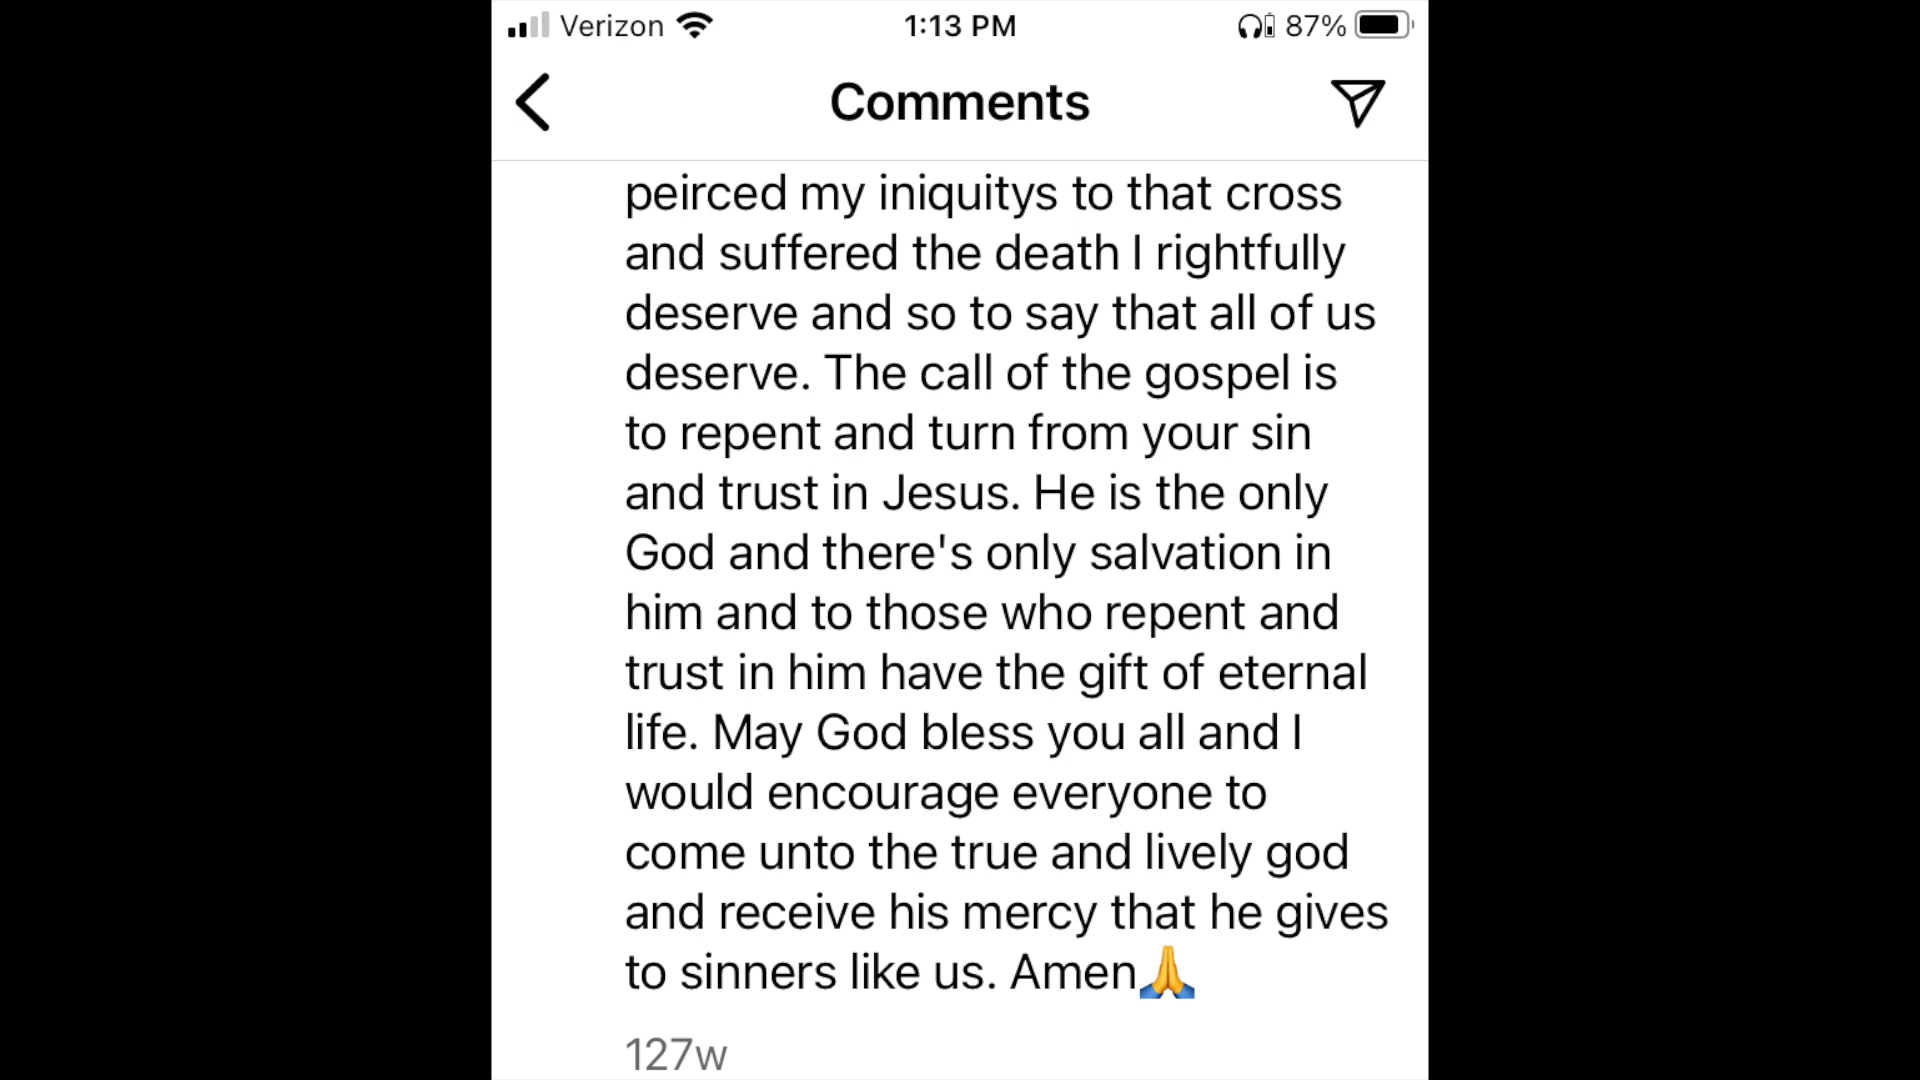 Verizon 1:13 PM 87%
Comments
peirced my iniquitys to that cross
and suffered the death I rightfully
deserve and so to say that all of us
deserve. The call of the gospel is
to repent and turn from your sin
and trust in Jesus. He is the only
God and there's only salvation in
him and to those who repent and
trust in him have the gift of eternal
life. May God bless you all and I
would encourage everyone to
come unto the true and lively god
and receive his mercy that he gives
to sinners like us. Amen🙏
127w